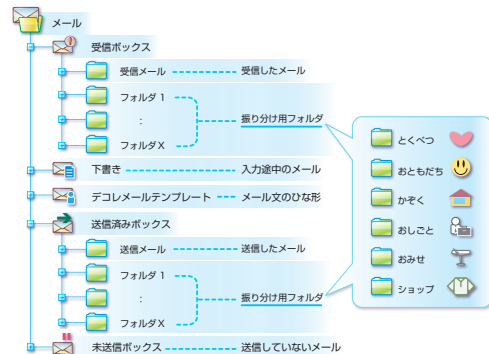 メール
受信ボックス
受信メール 受信したメール
フォルダ 1
:
振り分け用フォルダ
フォルダX
下書き 入力途中のメール
デコレメールテンプレート メール文のひな形
送信済みボックス
送信メール 送信したメール
フォルダ 1
:
振り分け用フォルダ
フォルダX
未送信ボックス 送信していないメール
とくべつ
おともだち
かぞく
おしごと
おみせ
ショップ